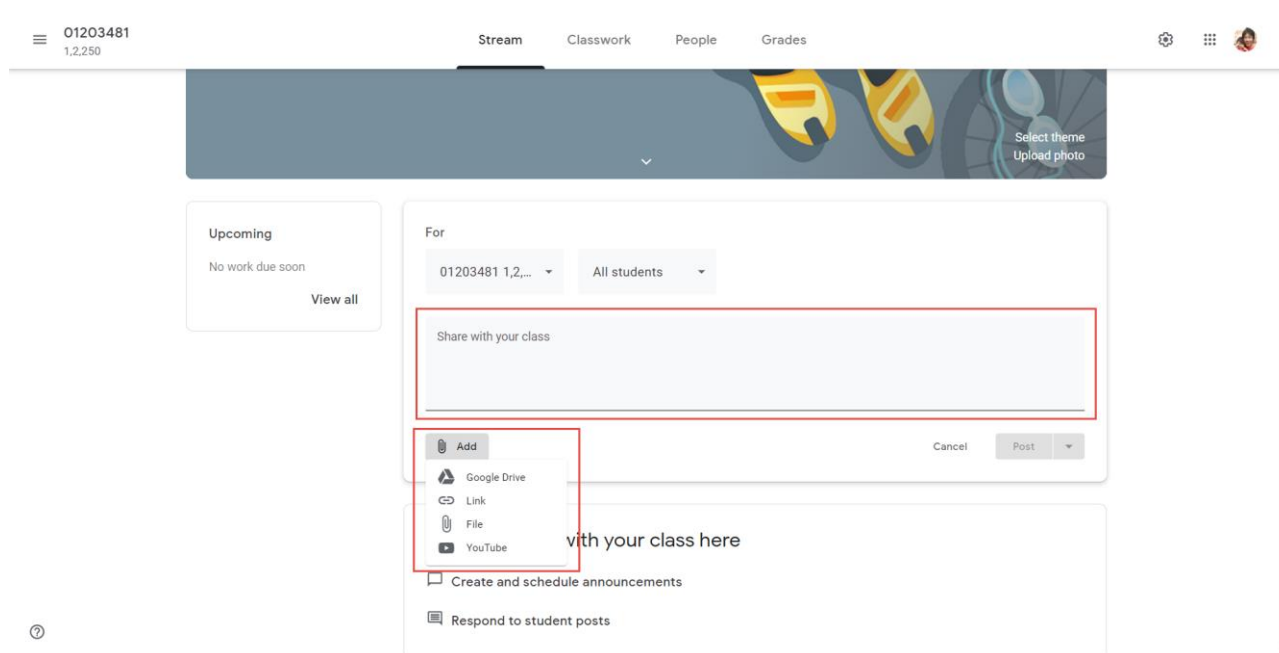 01203481
1,2,250
Stream
Classwork
People
Grades
Select theme
Upload photo
Upcoming
No work due soon
View all
For
01203481 1,2,...
All students
Share with your class
Add
Cancel
Post
Google Drive
Link
File
YouTube
with your class here
Create and schedule announcements
Respond to student posts